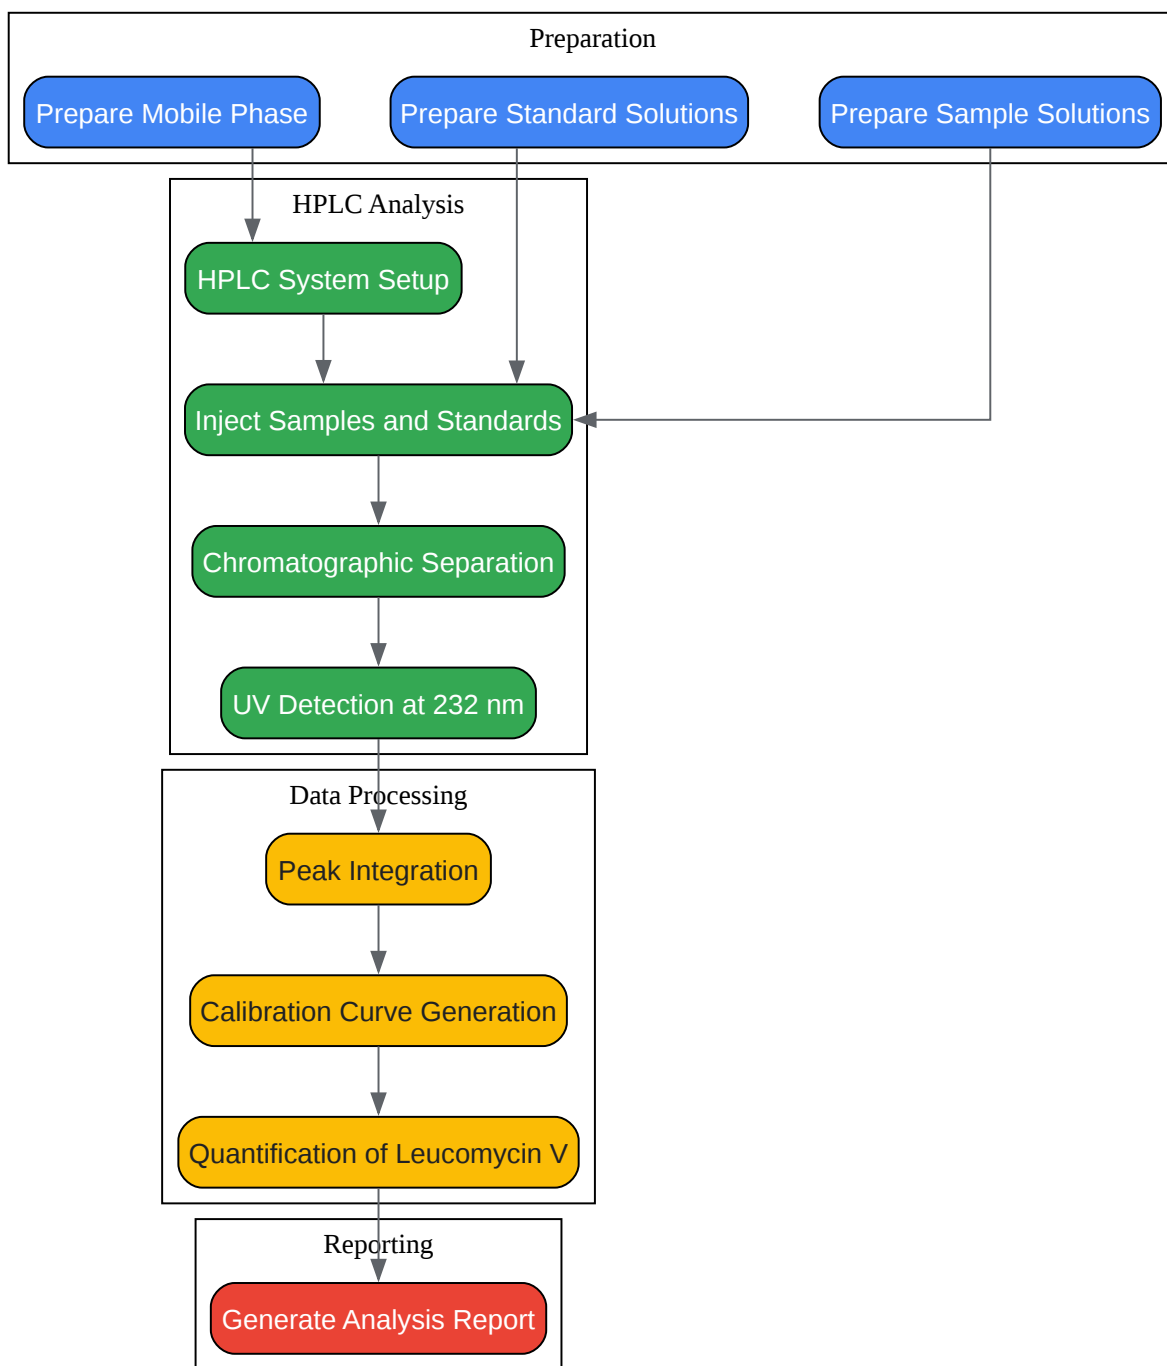 Preparation
Prepare Mobile Phase
Prepare Standard Solutions
Prepare Sample Solutions
HPLC Analysis
HPLC System Setup
Inject Samples and Standards
Chromatographic Separation
UV Detection at 232 nm
Data Processing
Peak Integration
Calibration Curve Generation
Quantification of Leucomycin V
Reporting
Generate Analysis Report